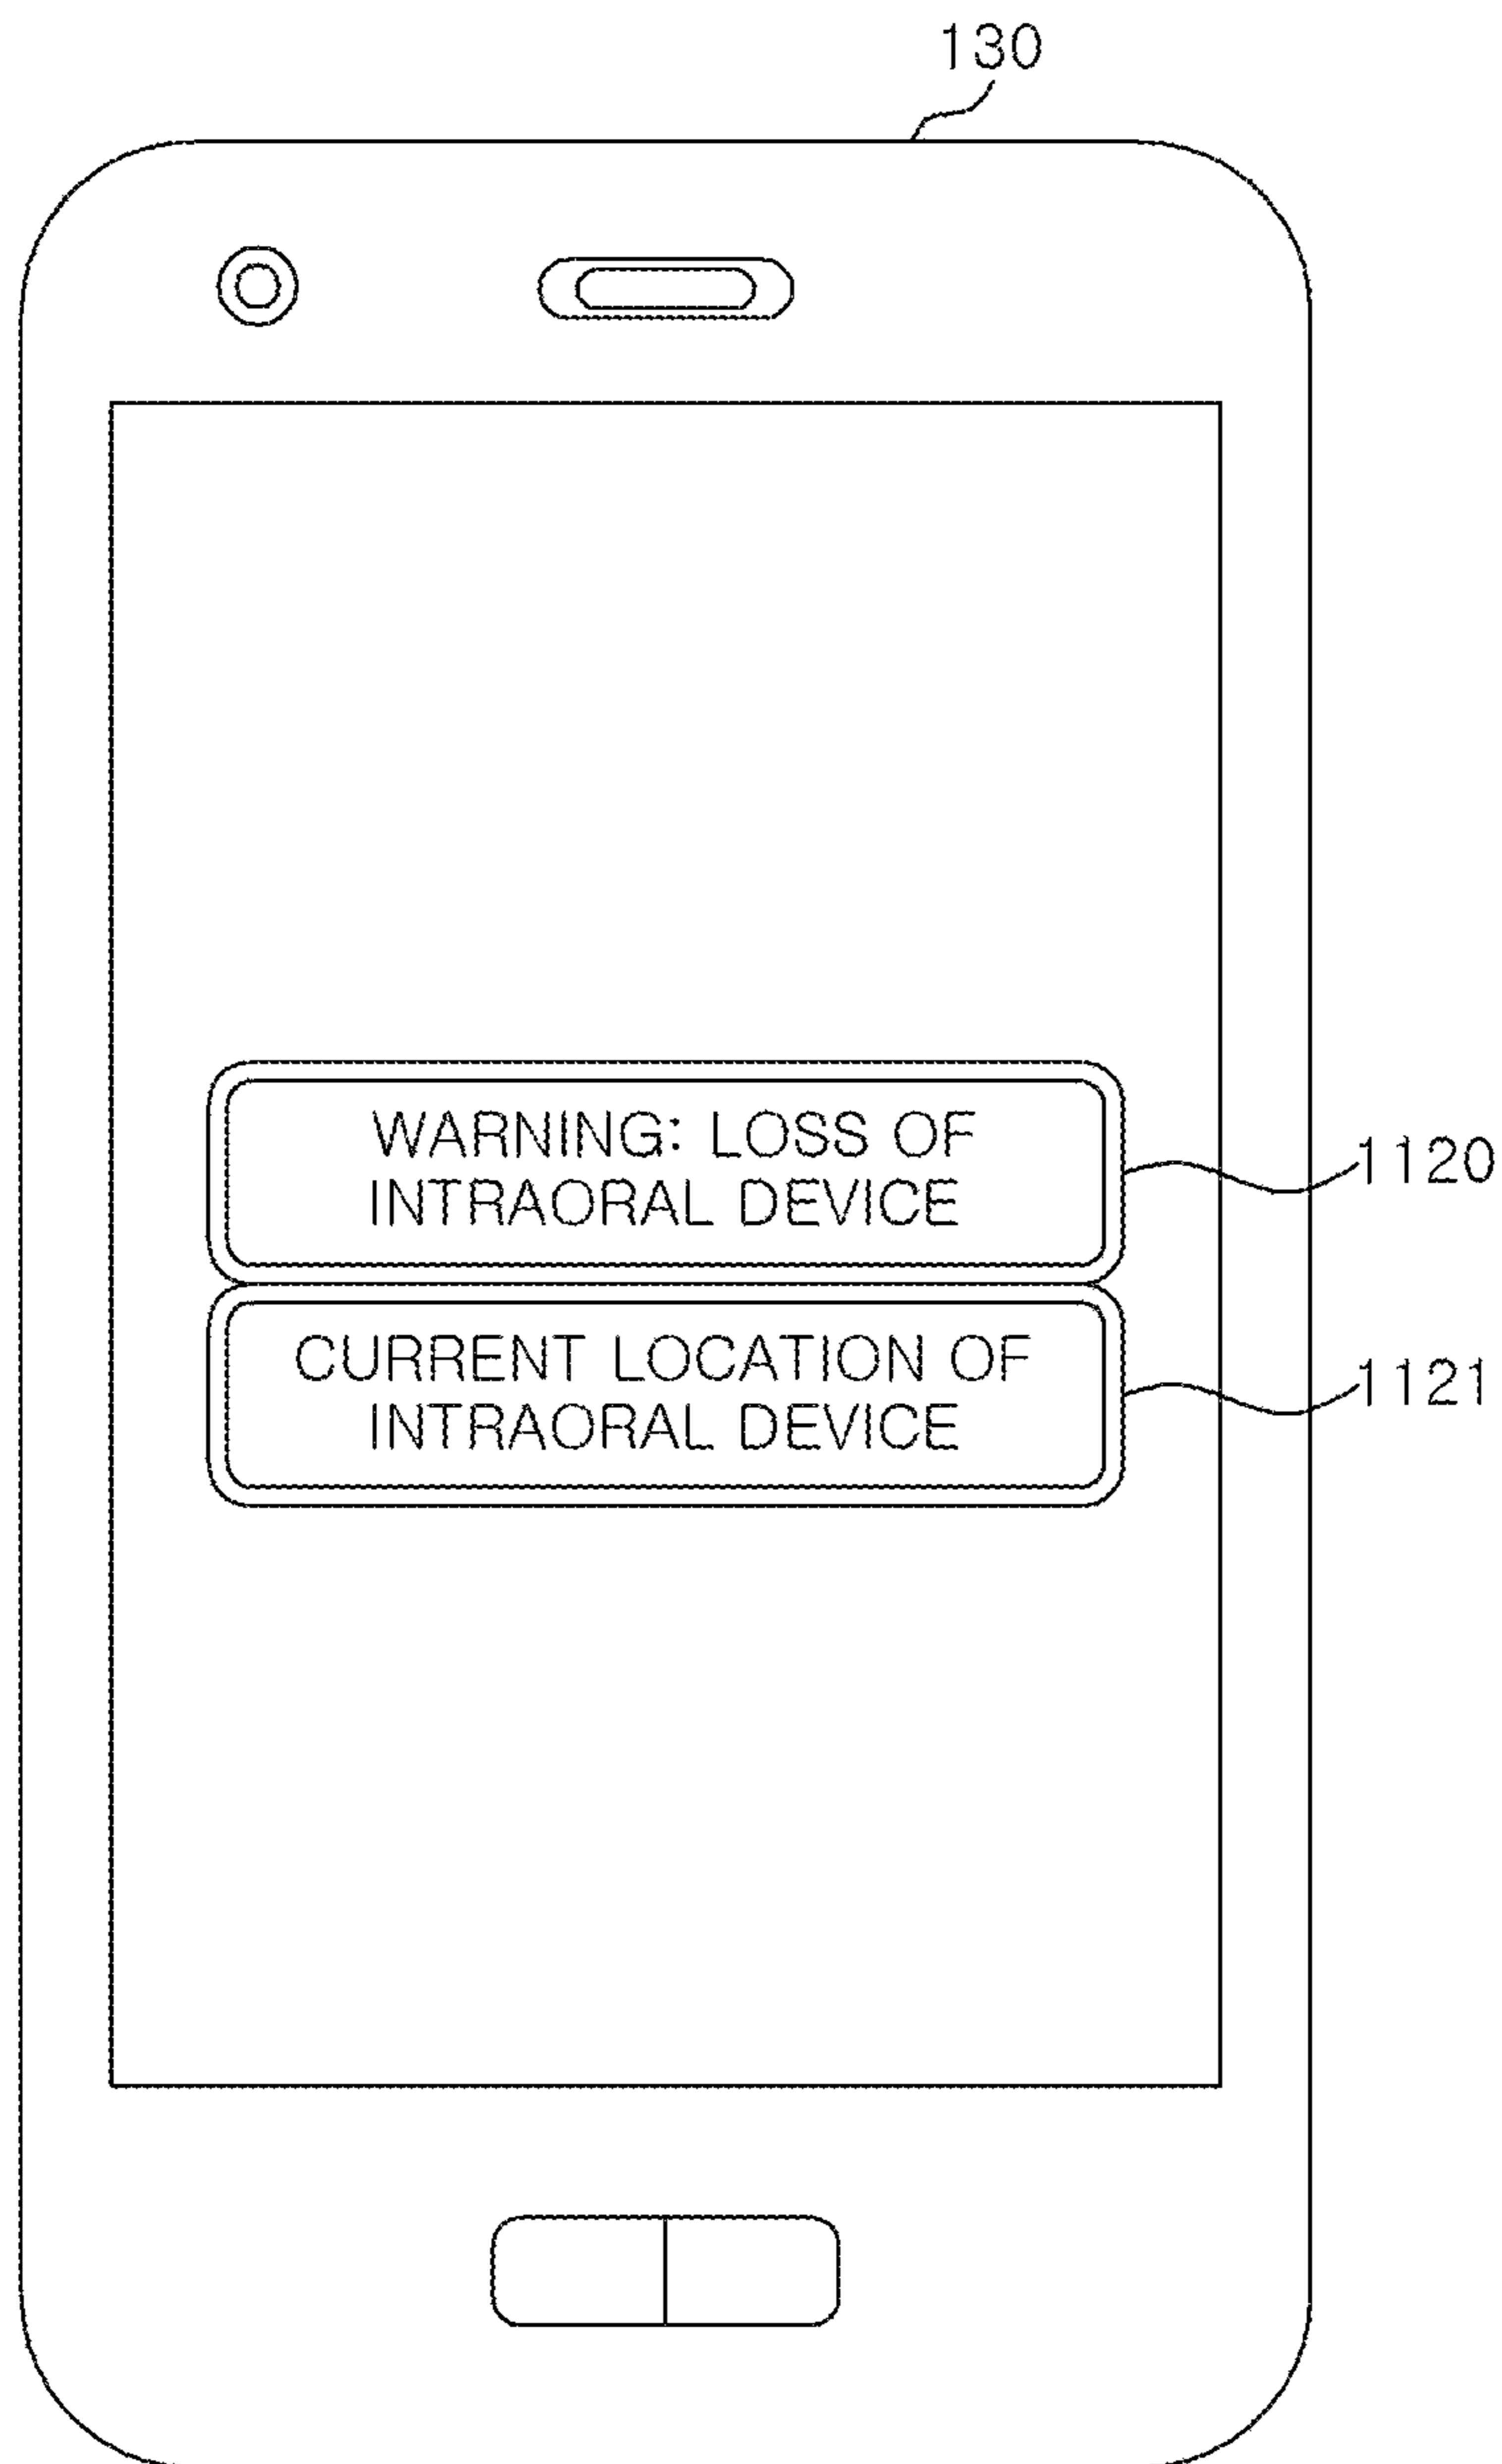 130
WARNING: LOSS OF
INTRAORAL DEVICE
1120
CURRENT LOCATION OF
INTRAORAL DEVICE
1121